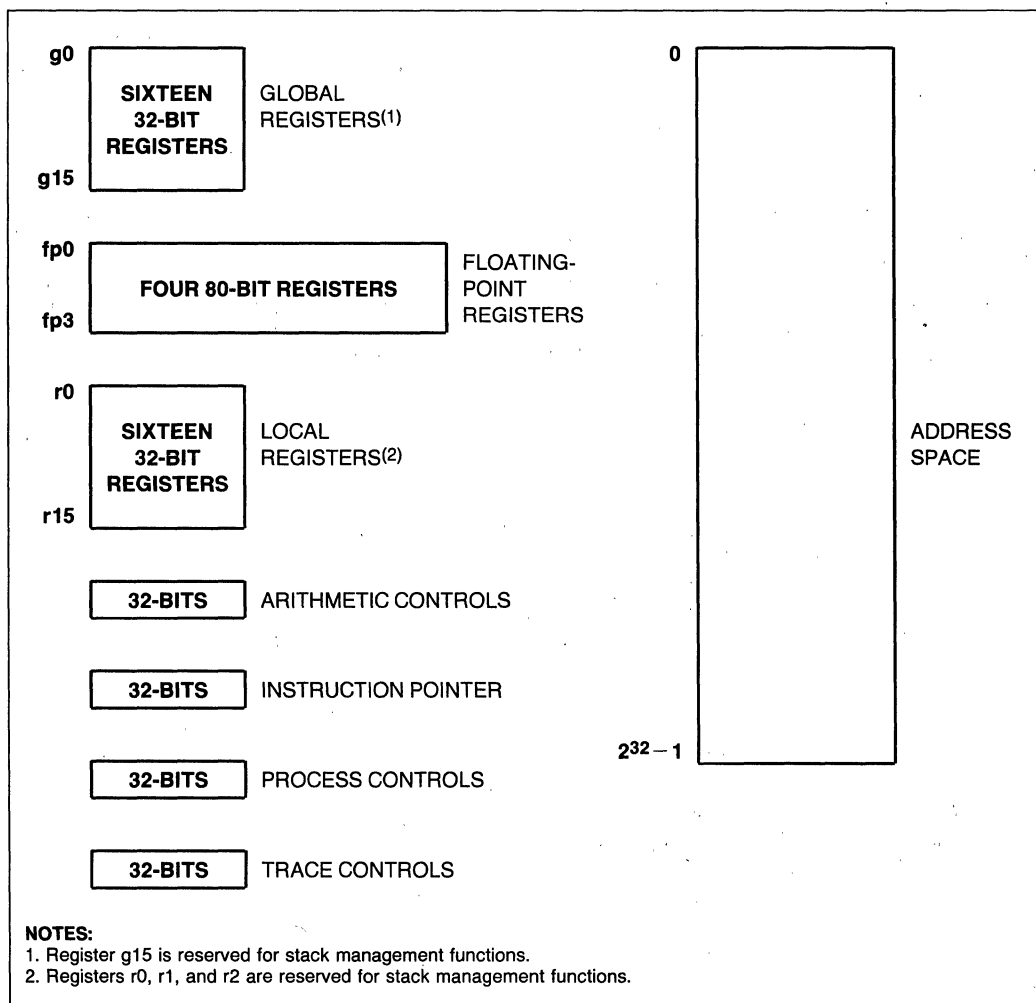 g0
SIXTEEN
32-BIT
REGISTERS
g15
GLOBAL
REGISTERS(1)
fp0
FOUR 80-BIT REGISTERS
fp3
FLOATING-
POINT
REGISTERS
r0
SIXTEEN
32-BIT
REGISTERS
r15
LOCAL
REGISTERS(2)
32-BITS ARITHMETIC CONTROLS
32-BITS INSTRUCTION POINTER
32-BITS PROCESS CONTROLS
32-BITS TRACE CONTROLS
0
ADDRESS
SPACE
2³²−1
NOTES:
1. Register g15 is reserved for stack management functions.
2. Registers r0, r1, and r2 are reserved for stack management functions.